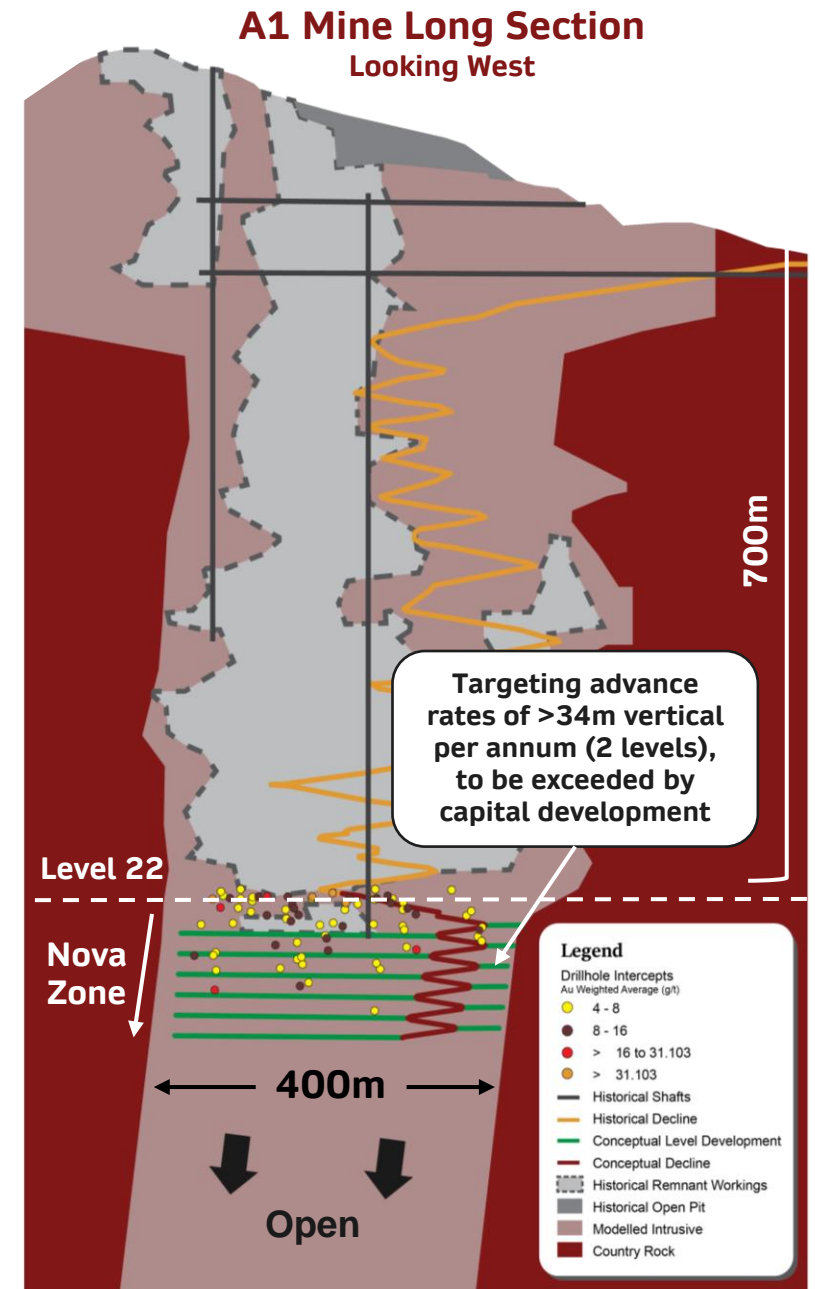 A1 Mine Long Section
Looking West
700m
Targeting advance
rates of >34m vertical
per annum (2 levels),
to be exceeded by
capital development
Level 22
Nova
Zone
400m
Open
Legend
Drillhole Intercepts
Au Weighted Average (g/t)
4 - 8
8 - 16
> 16 to 31.103
> 31.103
Historical Shafts
Historical Decline
Conceptual Level Development
Conceptual Decline
Historical Remnant Workings
Historical Open Pit
Modelled Intrusive
Country Rock